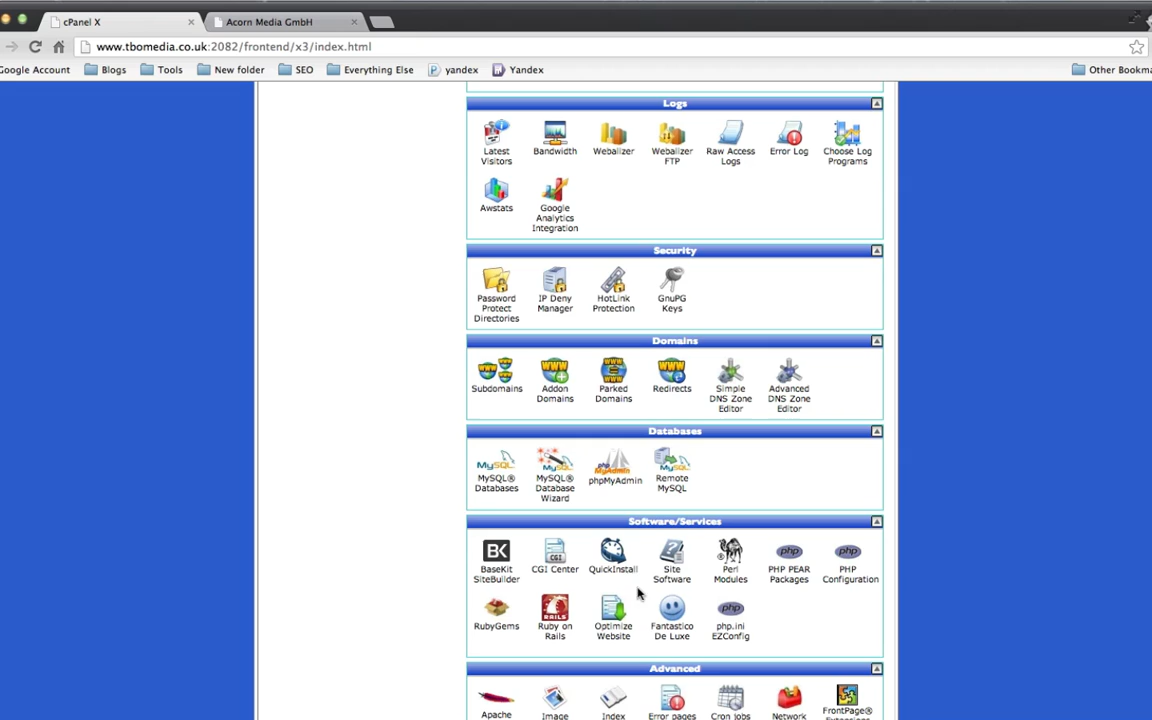 cPanel X
Acorn Media GmbH
www.tbomedia.co.uk:2082/frontend/x3/index.html
Google Account
Blogs
Tools
New folder
SEO
Everything Else
yandex
Yandex
Other Bookma
Logs
Latest Visitors
Bandwidth
Webalizer
Webalizer FTP
Raw Access Logs
Error Log
Choose Log Programs
Awstats
Google Analytics Integration
Security
Password Protect Directories
IP Deny Manager
HotLink Protection
GnuPG Keys
Domains
Subdomains
Addon Domains
Parked Domains
Redirects
Simple DNS Zone Editor
Advanced DNS Zone Editor
Databases
MySQL® Databases
MySQL® Database Wizard
phpMyAdmin
Remote MySQL
Software/Services
BaseKit SiteBuilder
CGI Center
QuickInstall
Site Software
Perl Modules
PHP PEAR Packages
PHP Configuration
RubyGems
Ruby on Rails
Optimize Website
Fantastico De Luxe
php.ini EZConfig
Advanced
Apache
Image
Index
Error pages
Cron jobs
Network
FrontPage®